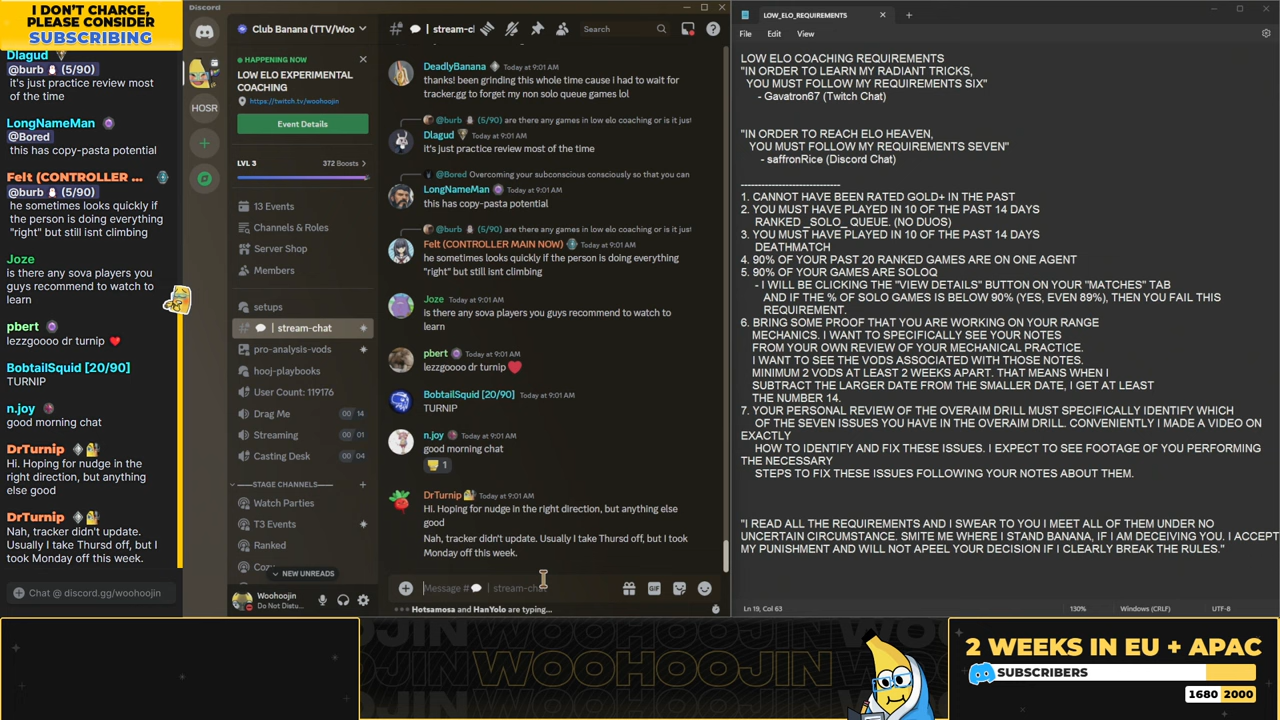 I DON'T CHARGE,
PLEASE CONSIDER
SUBSCRIBING
Dlagud
@burb (5/90)
it's just practice review most
of the time
LongNameMan
@Bored
this has copy-pasta potential
Felt (CONTROLLER ...
@burb (5/90)
he sometimes looks quickly if
the person is doing everything
"right" but still isnt climbing
Joze
is there any sova players you
guys recommend to watch to
learn
pbert
lezzgoooo dr turnip
BobtailSquid [20/90]
TURNIP
n.joy
good morning chat
DrTurnip
Hi. Hoping for nudge in the
right direction, but anything
else good
DrTurnip
Nah, tracker didn't update.
Usually I take Thursd off, but I
took Monday off this week.
Chat @ discord.gg/woohoojin
Discord
HOSR
Club Banana (TTV/Woo
HAPPENING NOW
LOW ELO EXPERIMENTAL
COACHING
https://twitch.tv/woohoojin
Event Details
LVL 3
372 Boosts >
13 Events
Channels & Roles
Server Shop
Members
setups
| stream-chat
pro-analysis-vods
hooj-playbooks
User Count: 119176
Drag Me
00 14
Streaming
00 01
Casting Desk
00 04
STAGE CHANNELS
Watch Parties
T3 Events
Ranked
NEW UNREADS
Woohoojin
Do Not Distu...
| stream-c
Search
DeadlyBanana Today at 9:01 AM
thanks! been grinding this whole time cause I had to wait for
tracker.gg to forget my non solo queue games lol
@burb (5/90) are there any games in low elo coaching or is it just
Dlagud Today at 9:01 AM
it's just practice review most of the time
@Bored Overcoming your subconscious consciously so that you can
LongNameMan Today at 9:01 AM
this has copy-pasta potential
@burb (5/90) are there any games in low elo coaching or is it just
Felt (CONTROLLER MAIN NOW) Today at 9:01 AM
he sometimes looks quickly if the person is doing everything
"right" but still isnt climbing
Joze Today at 9:01 AM
is there any sova players you guys recommend to watch to
learn
pbert Today at 9:01 AM
lezzgoooo dr turnip
BobtailSquid [20/90] Today at 9:01 AM
TURNIP
n.joy Today at 9:01 AM
good morning chat
1
DrTurnip Today at 9:01 AM
Hi. Hoping for nudge in the right direction, but anything else
good
Nah, tracker didn't update. Usually I take Thursd off, but I took
Monday off this week.
Message # | stream-chat
GIF
Hotsamosa and HanYolo are typing...
LOW_ELO_REQUIREMENTS
File Edit View
LOW ELO COACHING REQUIREMENTS
"IN ORDER TO LEARN MY RADIANT TRICKS,
YOU MUST FOLLOW MY REQUIREMENTS SIX"
- Gavatron67 (Twitch Chat)
"IN ORDER TO REACH ELO HEAVEN,
YOU MUST FOLLOW MY REQUIREMENTS SEVEN"
- saffronRice (Discord Chat)
-----------------------------
1. CANNOT HAVE BEEN RATED GOLD+ IN THE PAST
2. YOU MUST HAVE PLAYED IN 10 OF THE PAST 14 DAYS
RANKED_SOLO_QUEUE. (NO DUOS)
3. YOU MUST HAVE PLAYED IN 10 OF THE PAST 14 DAYS
DEATHMATCH
4. 90% OF YOUR PAST 20 RANKED GAMES ARE ON ONE AGENT
5. 90% OF YOUR GAMES ARE SOLOQ
- I WILL BE CLICKING THE "VIEW DETAILS" BUTTON ON YOUR "MATCHES" TAB
AND IF THE % OF SOLO GAMES IS BELOW 90% (YES, EVEN 89%), THEN YOU FAIL THIS
REQUIREMENT.
6. BRING SOME PROOF THAT YOU ARE WORKING ON YOUR RANGE
MECHANICS. I WANT TO SPECIFICALLY SEE YOUR NOTES
FROM YOUR OWN REVIEW OF YOUR MECHANICAL PRACTICE.
I WANT TO SEE THE VODS ASSOCIATED WITH THOSE NOTES.
MINIMUM 2 VODS AT LEAST 2 WEEKS APART. THAT MEANS WHEN I
SUBTRACT THE LARGER DATE FROM THE SMALLER DATE, I GET AT LEAST
THE NUMBER 14.
7. YOUR PERSONAL REVIEW OF THE OVERAIM DRILL MUST SPECIFICALLY IDENTIFY WHICH
OF THE SEVEN ISSUES YOU HAVE IN THE OVERAIM DRILL. CONVENIENTLY I MADE A VIDEO ON
EXACTLY
HOW TO IDENTIFY AND FIX THESE ISSUES. I EXPECT TO SEE FOOTAGE OF YOU PERFORMING
THE NECESSARY
STEPS TO FIX THESE ISSUES FOLLOWING YOUR NOTES ABOUT THEM.
"I READ ALL THE REQUIREMENTS AND I SWEAR TO YOU I MEET ALL OF THEM UNDER NO
UNCERTAIN CIRCUMSTANCE. SMITE ME WHERE I STAND BANANA, IF I AM DECEIVING YOU. I ACCEPT
MY PUNISHMENT AND WILL NOT APEEL YOUR DECISION IF I CLEARLY BREAK THE RULES."
Ln 19, Col 63
130%
Windows (CRLF)
UTF-8
WOOHOOJIN
2 WEEKS IN EU + APAC
SUBSCRIBERS
1680 2000